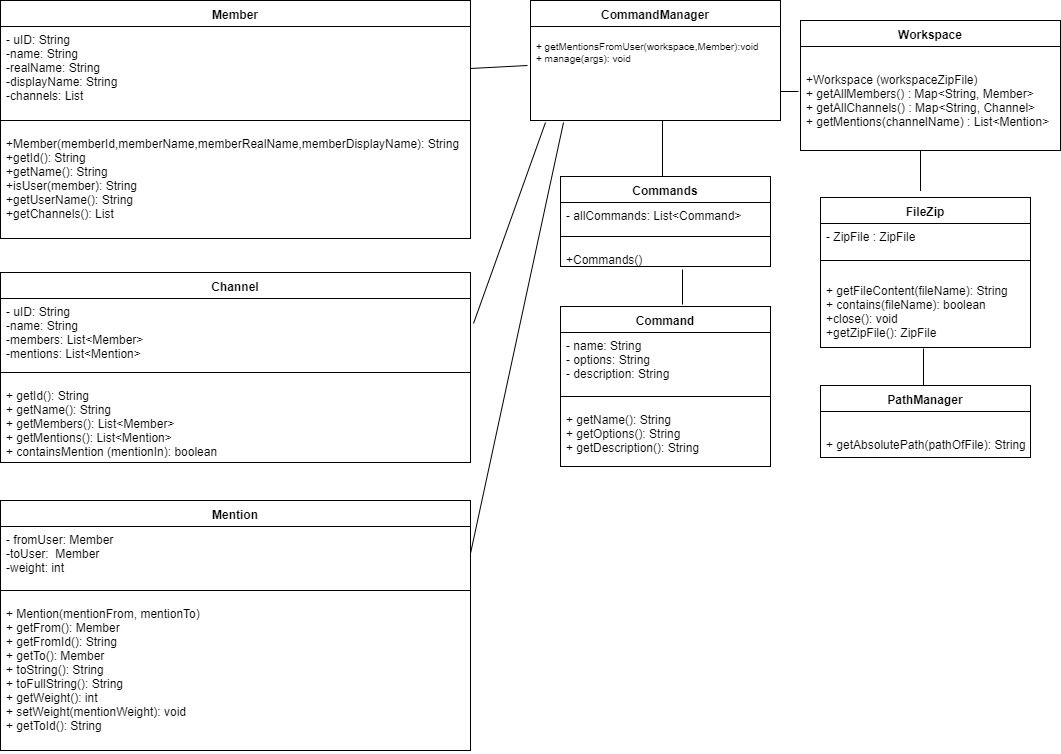 Member
- uID: String
-name: String
-realName: String
-displayName: String
-channels: List
+Member(memberId,memberName,memberRealName,memberDisplayName): String
+getId(): String
+getName(): String
+isUser(member): String
+getUserName(): String
+getChannels(): List
Channel
- uID: String
-name: String
-members: List<Member>
-mentions: List<Mention>
+ getId(): String
+ getName(): String
+ getMembers(): List<Member>
+ getMentions(): List<Mention>
+ containsMention (mentionIn): boolean
Mention
- fromUser: Member
-toUser:  Member
-weight: int
+ Mention(mentionFrom, mentionTo)
+ getFrom(): Member
+ getFromId(): String
+ getTo(): Member
+ toString(): String
+ toFullString(): String
+ getWeight(): int
+ setWeight(mentionWeight): void
+ getToId(): String
CommandManager
+ getMentionsFromUser(workspace,Member):void
+ manage(args): void
Commands
- allCommands: List<Command>
+Commands()
Command
- name: String
- options: String
- description: String
+ getName(): String
+ getOptions(): String
+ getDescription(): String
Workspace
+Workspace (workspaceZipFile)
+ getAllMembers() : Map<String, Member>
+ getAllChannels() : Map<String, Channel>
+ getMentions(channelName) : List<Mention>
FileZip
- ZipFile : ZipFile
+ getFileContent(fileName): String
+ contains(fileName): boolean
+close(): void
+getZipFile(): ZipFile
PathManager
+ getAbsolutePath(pathOfFile): String